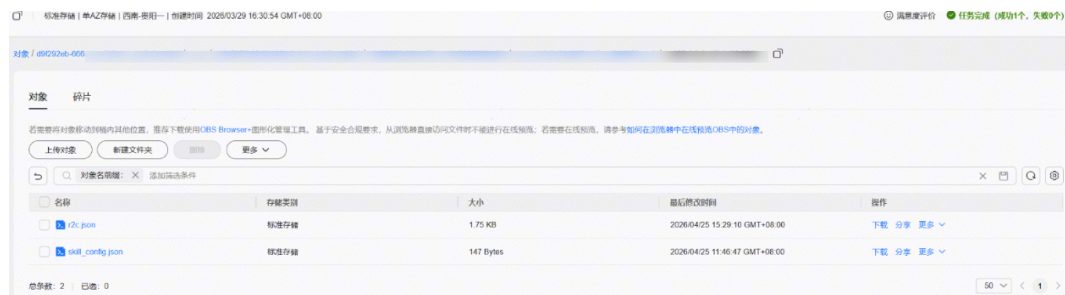 标准存储 | 单AZ存储 | 西南-贵阳一 | 创建时间 2026/03/29 16:30:54 GMT+08:00
满意度评价 任务完成 (成功1个, 失败0个)
对象 / d9f292eb-666
对象 碎片
若需要将对象移动到桶内其他位置, 推荐下载使用OBS Browser+图形化管理工具。 基于安全合规要求, 从浏览器直接访问文件时不能进行在线预览; 若需要在线预览, 请参考如何在浏览器中在线预览OBS中的对象。
上传对象 新建文件夹 删除 更多
对象名前缀: 添加筛选条件
名称 存储类别 大小 最后修改时间 操作
r2c.json 标准存储 1.75 KB 2026/04/25 15:29:10 GMT+08:00 下载 分享 更多
skill_config.json 标准存储 147 Bytes 2026/04/25 11:46:47 GMT+08:00 下载 分享 更多
总条数: 2 已选: 0
50 1